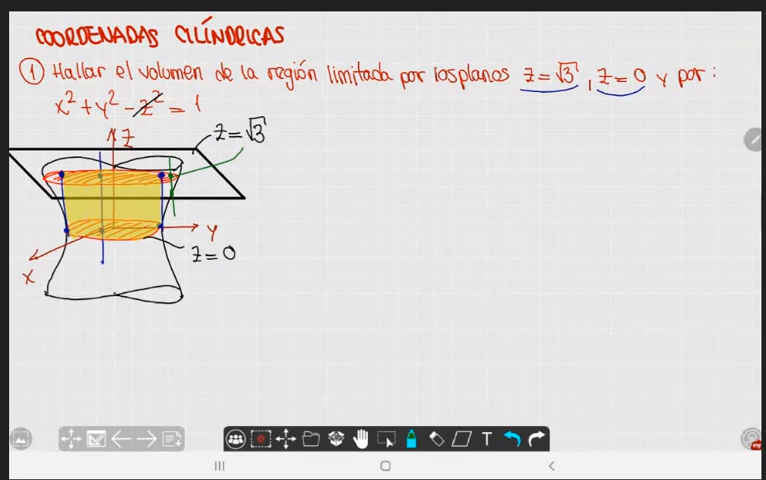 COORDENADAS CILÍNDRICAS
① Hallar el volumen de la región limitada por los planos z=√3, z=0 y por:
x² + y² - z² = 1
z
z=√3
y
z=0
x
T